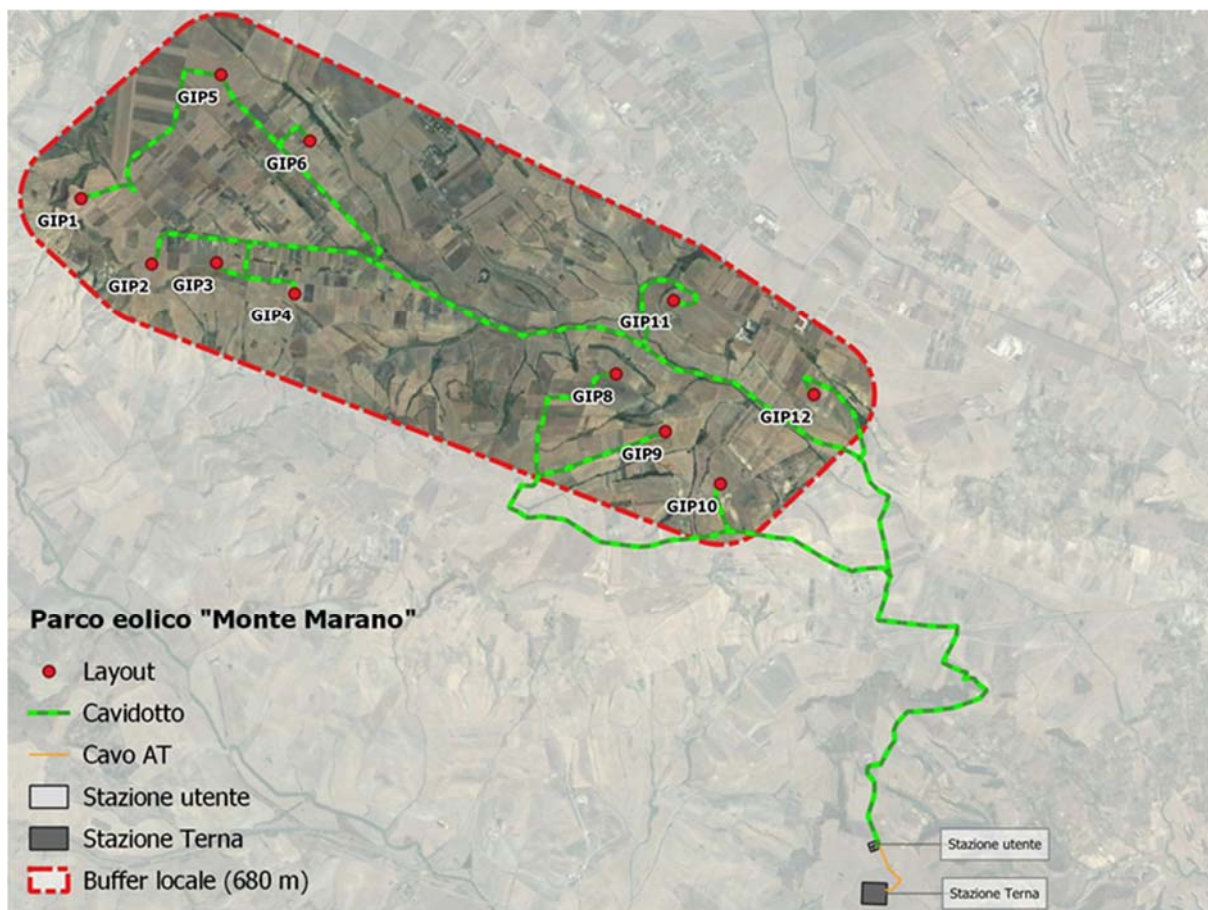 GIP5
GIP6
GIP1
GIP2
GIP3
GIP4
GIP11
GIP8
GIP12
GIP9
GIP10
Parco eolico "Monte Marano"
Layout
Cavidotto
Cavo AT
Stazione utente
Stazione Terna
Buffer locale (680 m)
Stazione utente
Stazione Terna